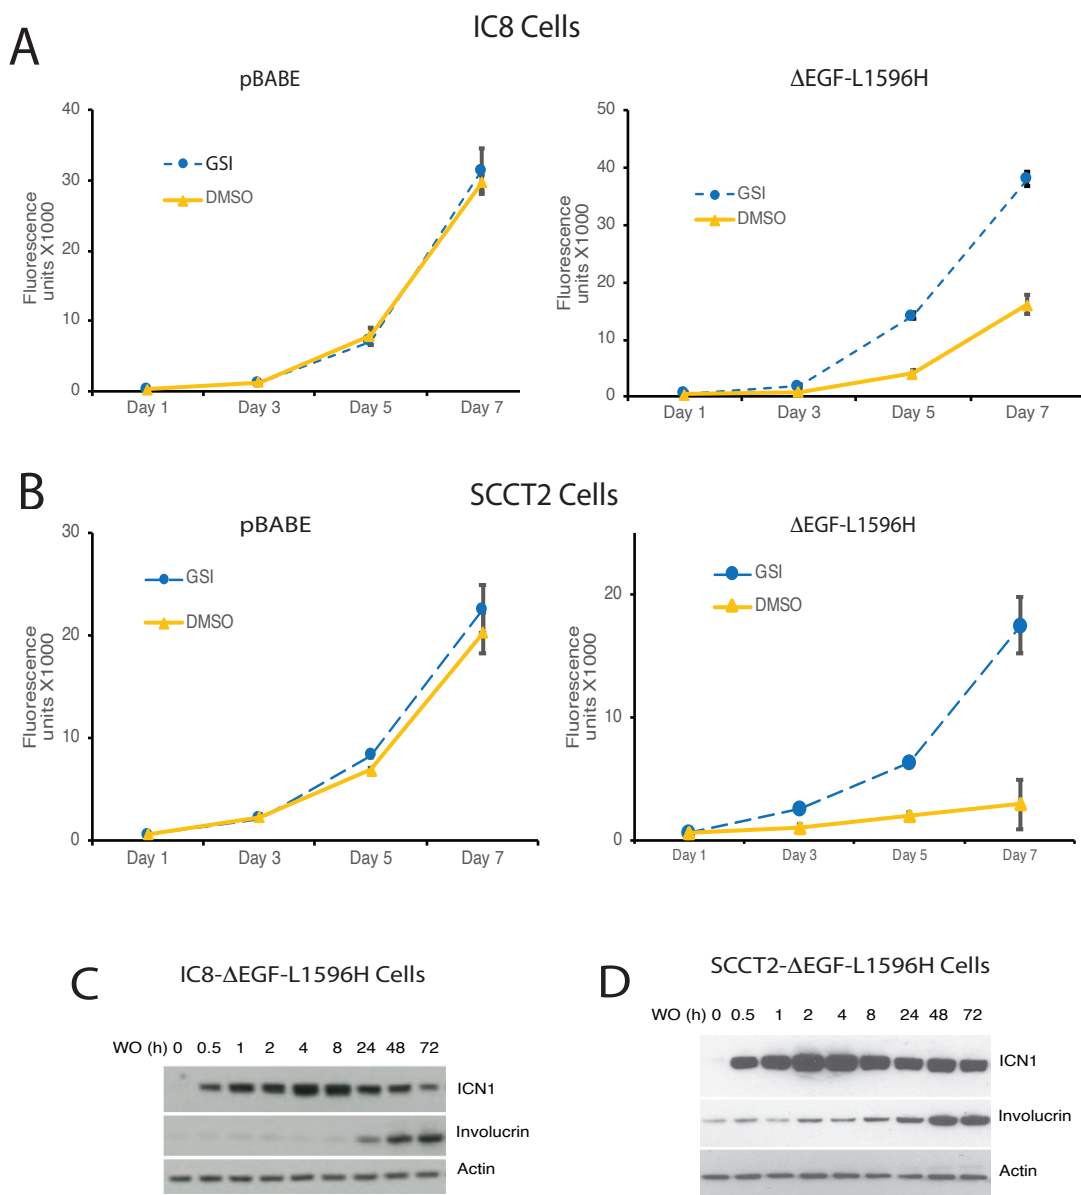 A
IC8 Cells
pBABE
Fluorescence
units X1000
40
30
20
10
0
GSI
DMSO
Day 1 Day 3 Day 5 Day 7
ΔEGF-L1596H
Fluorescence
units X1000
50
40
30
20
10
0
GSI
DMSO
Day 1 Day 3 Day 5 Day 7
B
SCCT2 Cells
pBABE
Fluorescence
units X1000
30
20
10
0
GSI
DMSO
Day 1 Day 3 Day 5 Day 7
ΔEGF-L1596H
Fluorescence
units X1000
20
10
0
GSI
DMSO
Day 1 Day 3 Day 5 Day 7
C
IC8-ΔEGF-L1596H Cells
WO (h) 0 0.5 1 2 4 8 24 48 72
ICN1
Involucrin
Actin
D
SCCT2-ΔEGF-L1596H Cells
WO (h) 0 0.5 1 2 4 8 24 48 72
ICN1
Involucrin
Actin